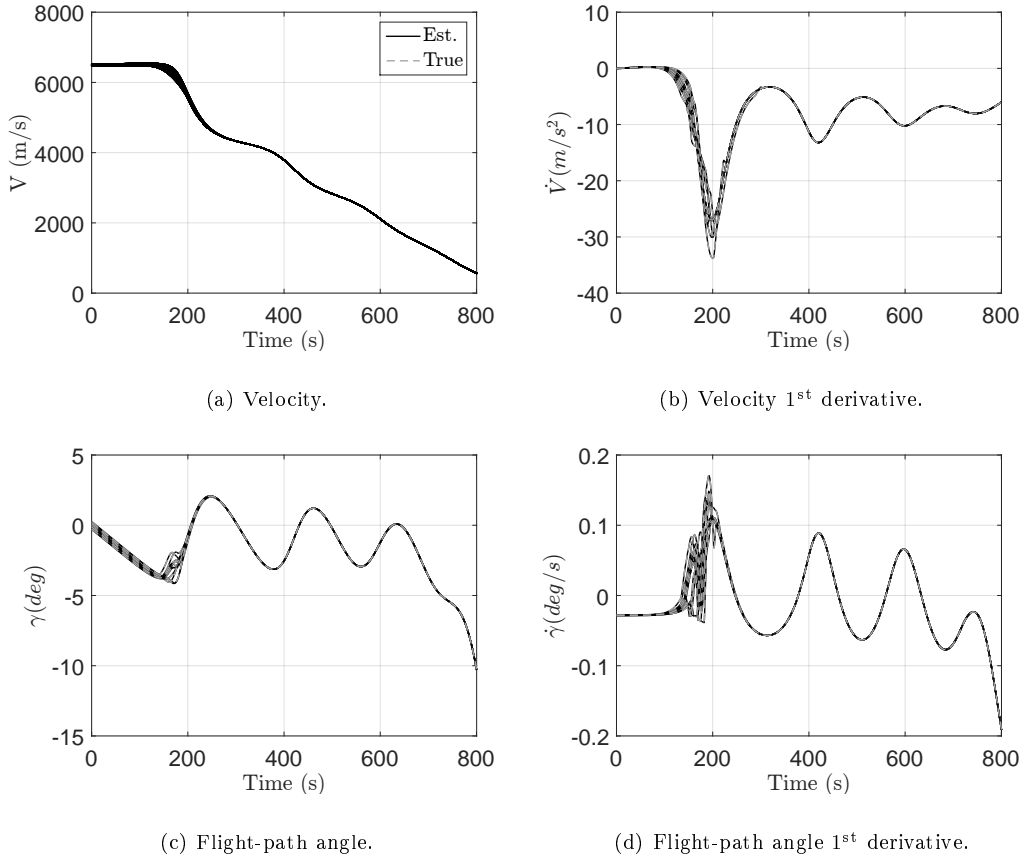 8000
6000
4000
2000
0
V (m/s)
Est.
True
0 200 400 600 800
Time (s)
(a) Velocity.
10
0
-10
-20
-30
-40
V̇(m/s²)
0 200 400 600 800
Time (s)
(b) Velocity 1st derivative.
5
0
-5
-10
-15
γ(deg)
0 200 400 600 800
Time (s)
(c) Flight-path angle.
0.2
0.1
0
-0.1
-0.2
γ̇(deg/s)
0 200 400 600 800
Time (s)
(d) Flight-path angle 1st derivative.